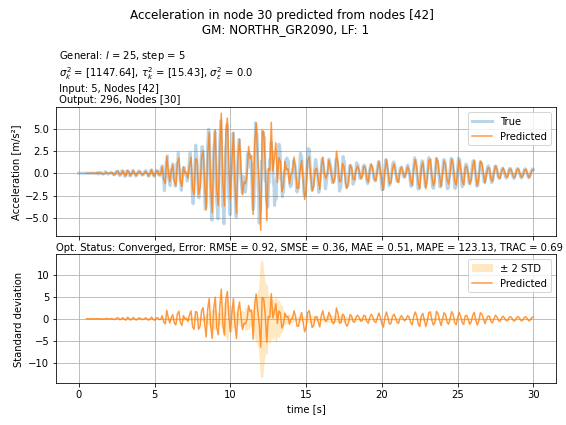 Acceleration in node 30 predicted from nodes [42]
GM: NORTHR_GR2090, LF: 1
General: l = 25, step = 5
σ²ₖ = [1147.64], τ²ₖ = [15.43], σ²ε = 0.0
Input: 5, Nodes [42]
Output: 296, Nodes [30]
Acceleration [m/s²]
5.0
2.5
0.0
−2.5
−5.0
True
Predicted
Opt. Status: Converged, Error: RMSE = 0.92, SMSE = 0.36, MAE = 0.51, MAPE = 123.13, TRAC = 0.69
Standard deviation
10
5
0
−5
−10
± 2 STD
Predicted
0 5 10 15 20 25 30
time [s]